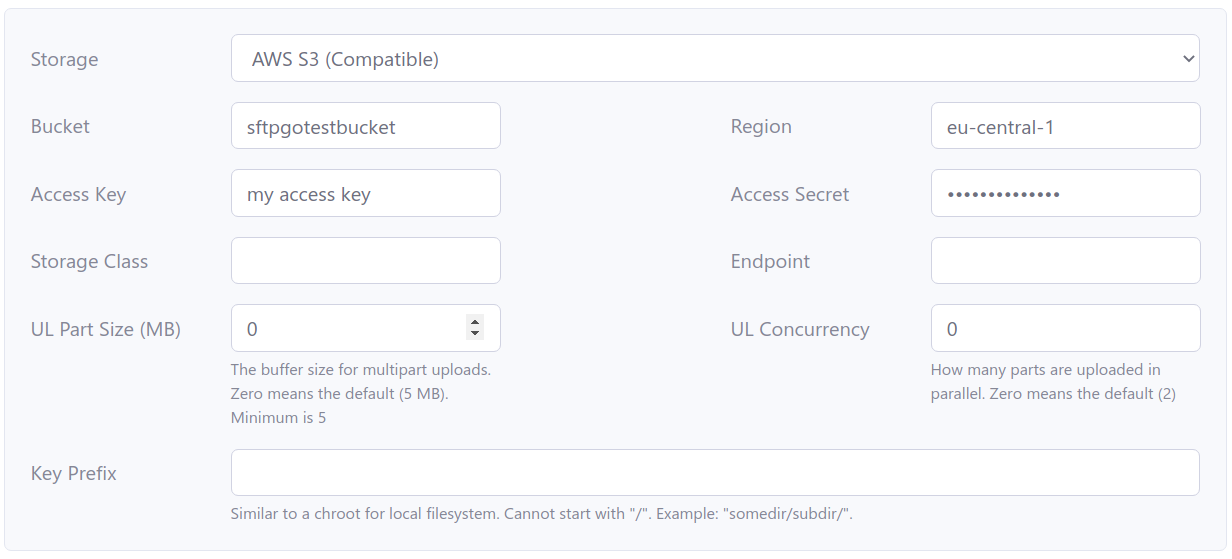 Storage
AWS S3 (Compatible)
Bucket
sftpgotestbucket
Region
eu-central-1
Access Key
my access key
Access Secret
••••••••••••••
Storage Class
Endpoint
UL Part Size (MB)
0
The buffer size for multipart uploads.
Zero means the default (5 MB).
Minimum is 5
UL Concurrency
0
How many parts are uploaded in
parallel. Zero means the default (2)
Key Prefix
Similar to a chroot for local filesystem. Cannot start with "/". Example: "somedir/subdir/".